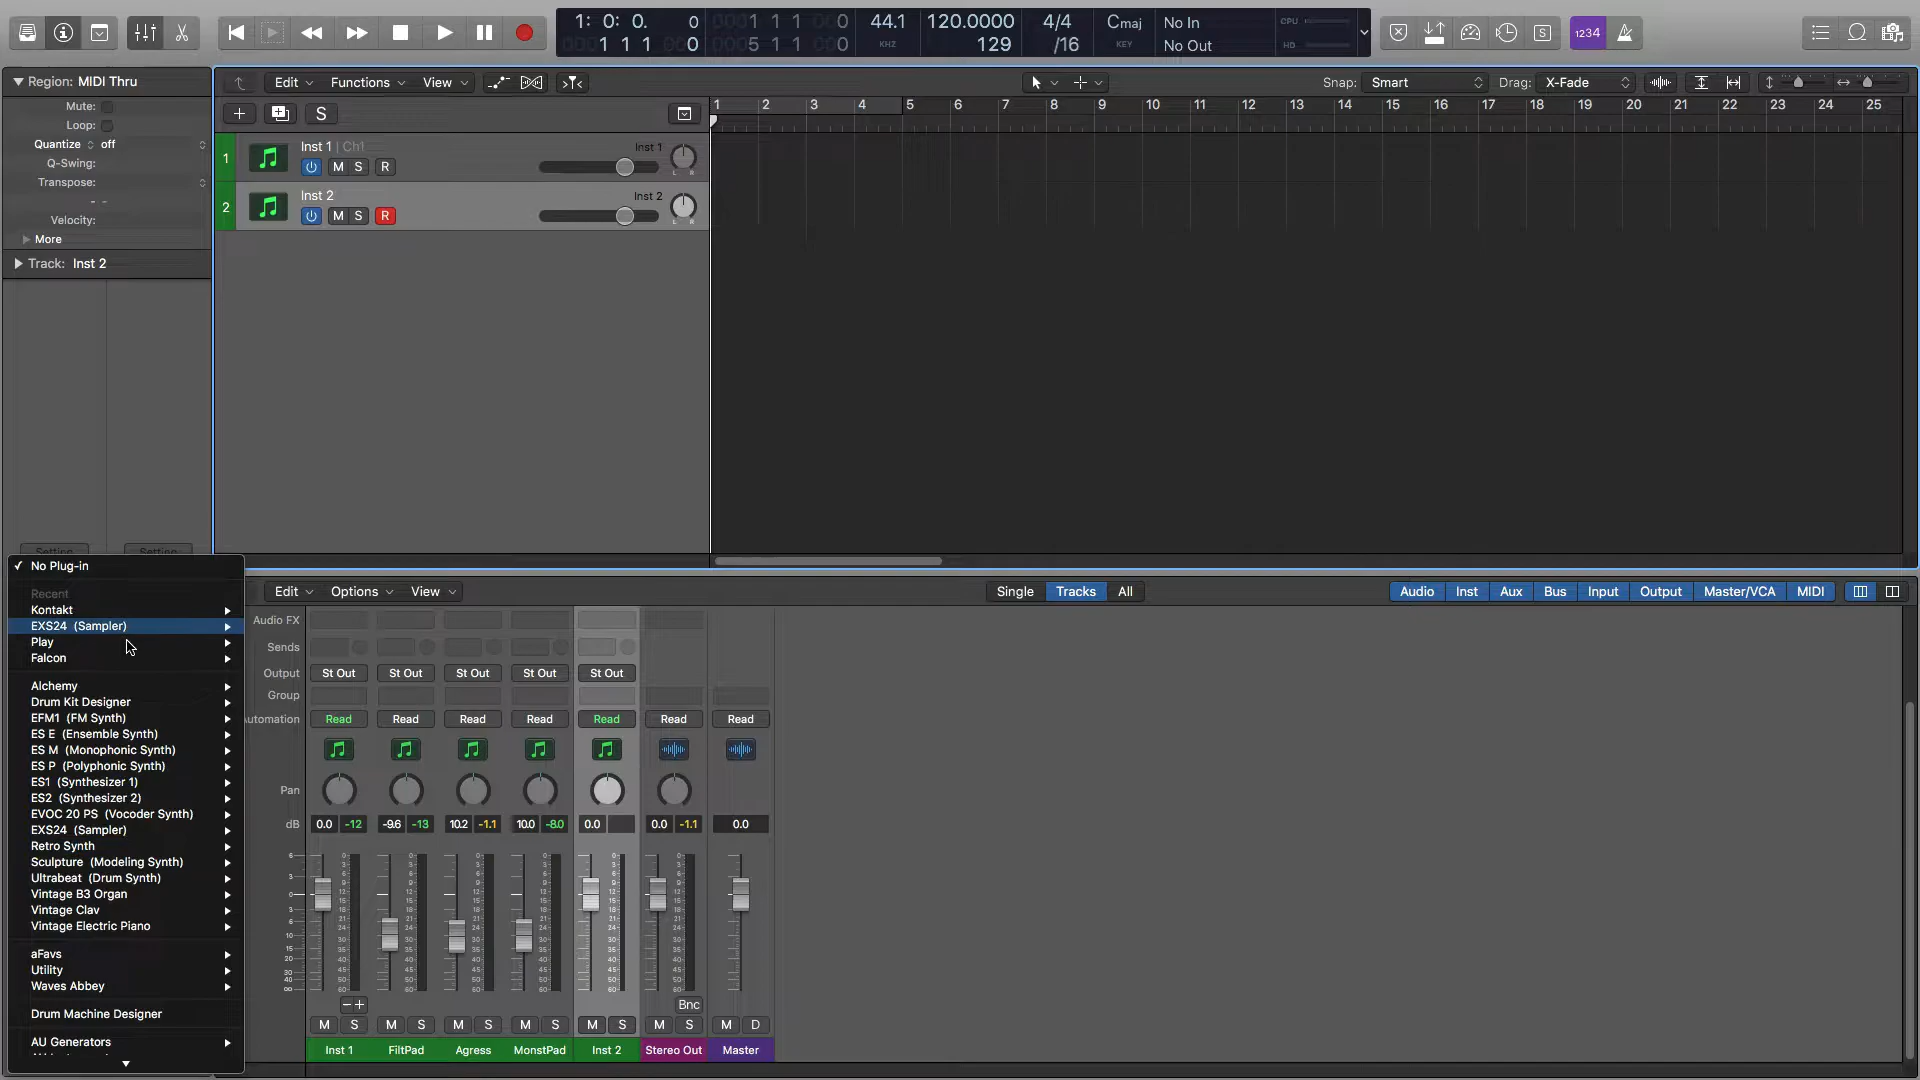 1: 0: 0. 0
1 1 1 0
0001 1 1 0
0005 1 1 0
44.1
KHZ
120.0000
129
4/4
/16
Cmaj
KEY
No In
No Out
CPU
HD
1234
Region: MIDI Thru
Mute:
Loop:
Quantize off
Q-Swing:
Transpose:
- -
Velocity:
More
Track: Inst 2
Edit
Functions
View
Snap: Smart
Drag: X-Fade
S
1 2 3 4 5 6 7 8 9 10 11 12 13 14 15 16 17 18 19 20 21 22 23 24 25
1 Inst 1 | Ch1 Inst 1
M S R L R
2 Inst 2 Inst 2
M S R L R
Setting Setting
No Plug-in
Recent
Kontakt
EXS24 (Sampler)
Play
Falcon
Alchemy
Drum Kit Designer
EFM1 (FM Synth)
ES E (Ensemble Synth)
ES M (Monophonic Synth)
ES P (Polyphonic Synth)
ES1 (Synthesizer 1)
ES2 (Synthesizer 2)
EVOC 20 PS (Vocoder Synth)
EXS24 (Sampler)
Retro Synth
Sculpture (Modeling Synth)
Ultrabeat (Drum Synth)
Vintage B3 Organ
Vintage Clav
Vintage Electric Piano
aFavs
Utility
Waves Abbey
Drum Machine Designer
AU Generators
Edit Options View Single Tracks All Audio Inst Aux Bus Input Output Master/VCA MIDI
Audio FX
Sends
Output St Out St Out St Out St Out St Out
Group
utomation Read Read Read Read Read Read Read
Pan
dB 0.0 -12 -9.6 -13 10.2 -1.1 10.0 -8.0 0.0 0.0 -1.1 0.0
Bnc
M S M S M S M S M S M S M D
Inst 1 FiltPad Agress MonstPad Inst 2 Stereo Out Master